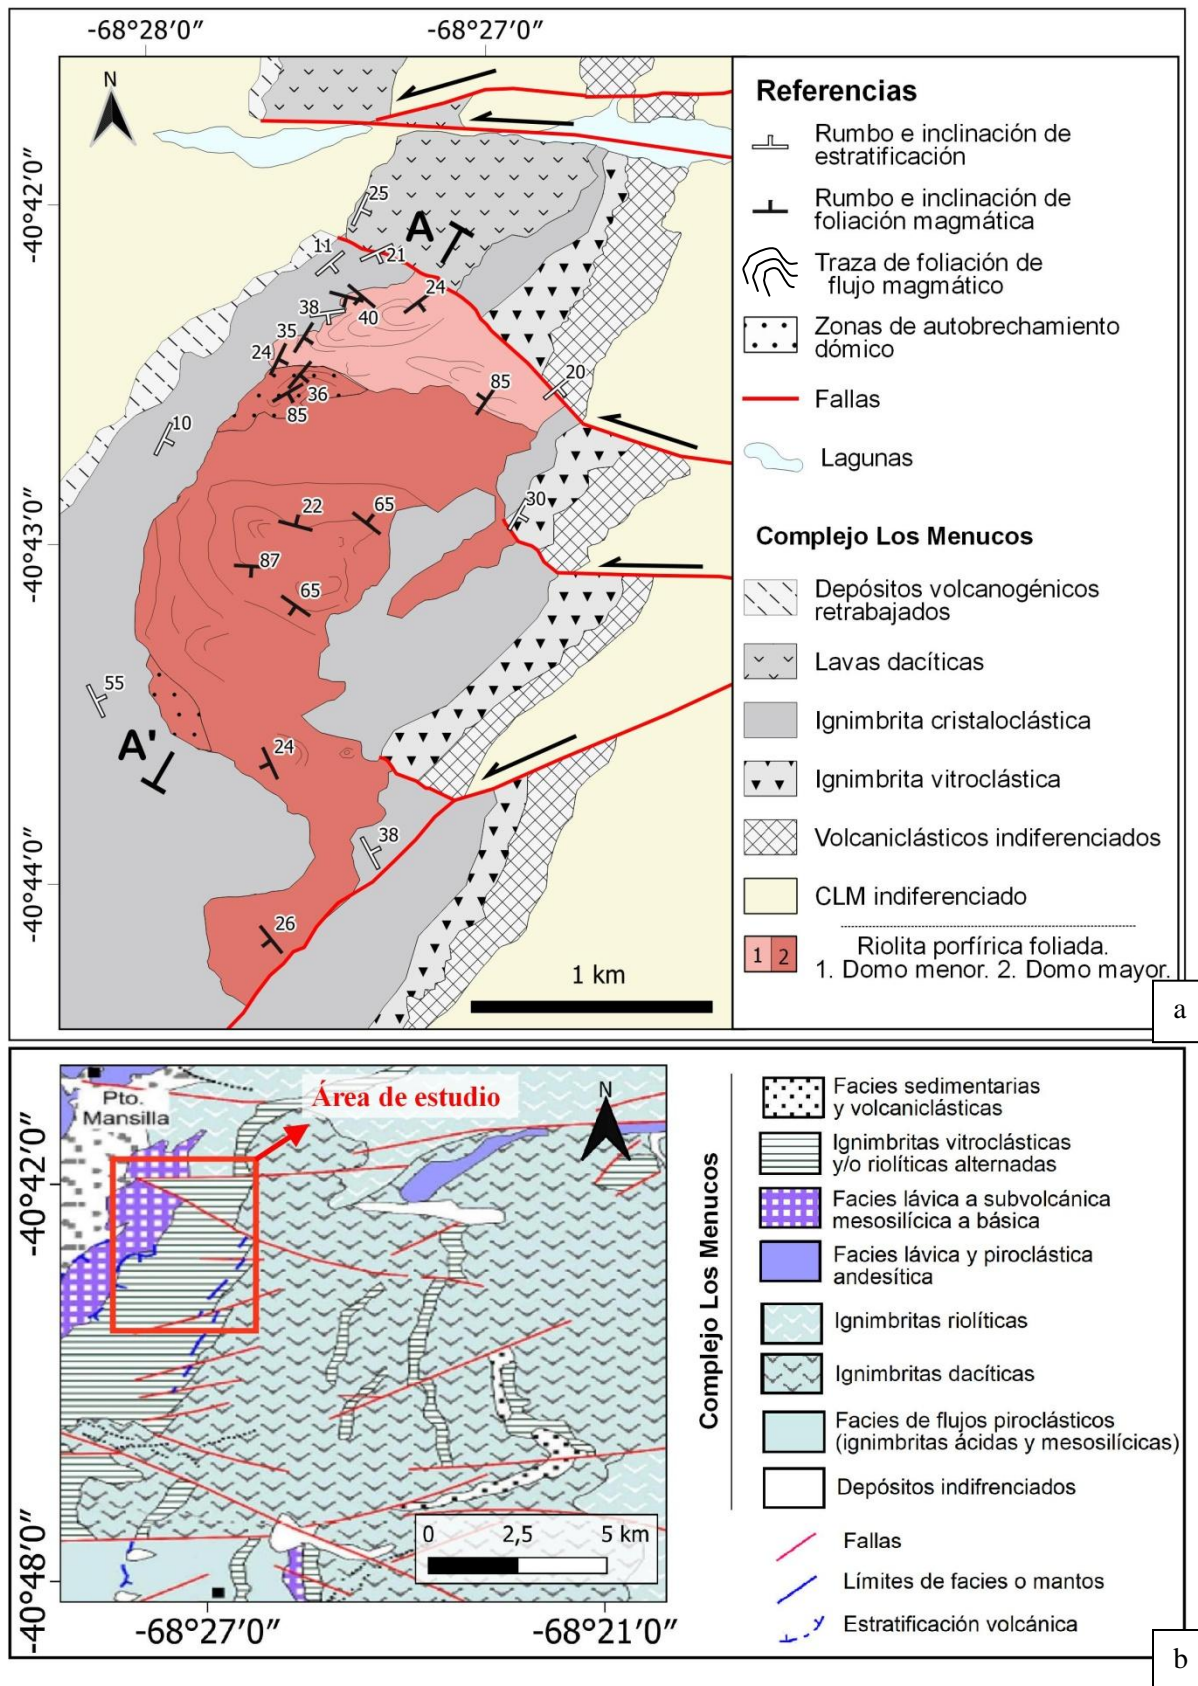 -68°28′0″
-68°27′0″
N
-40°42′0″
-40°43′0″
-40°44′0″
25
A
11
21
24
38
40
35
24
36
85
85
20
10
30
22
65
87
65
55
A'
24
38
26
1 km
Referencias
Rumbo e inclinación de
estratificación
Rumbo e inclinación de
foliación magmática
Traza de foliación de
flujo magmático
Zonas de autobrechamiento
dómico
Fallas
Lagunas
Complejo Los Menucos
Depósitos volcanogénicos
retrabajados
Lavas dacíticas
Ignimbrita cristaloclástica
Ignimbrita vitroclástica
Volcaniclásticos indiferenciados
CLM indiferenciado
1 2
Riolita porfírica foliada.
1. Domo menor. 2. Domo mayor.
a
Pto.
Mansilla
Área de estudio
N
-40°42′0″
-40°48′0″
-68°27′0″
-68°21′0″
0 2,5 5 km
Complejo Los Menucos
Facies sedimentarias
y volcaniclásticas
Ignimbritas vitroclásticas
y/o riolíticas alternadas
Facies lávica a subvolcánica
mesosilícica a básica
Facies lávica y piroclástica
andesítica
Ignimbritas riolíticas
Ignimbritas dacíticas
Facies de flujos piroclásticos
(ignimbritas ácidas y mesosilícicas)
Depósitos indifrenciados
Fallas
Límites de facies o mantos
Estratificación volcánica
b